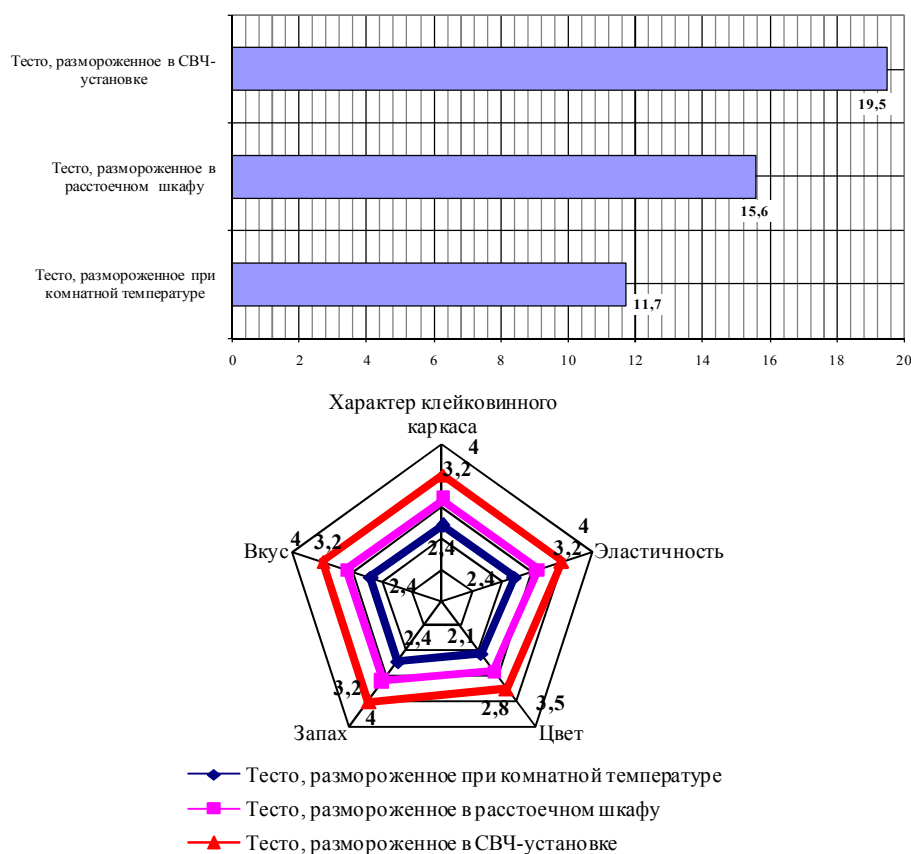 Тесто, размороженное в СВЧ-
установке
19,5
Тесто, размороженное в
расстоечном шкафу
15,6
Тесто, размороженное при
комнатной температуре
11,7
0 2 4 6 8 10 12 14 16 18 20
Характер клейковинного
каркаса
4
3,2
2,4
4
Эластичность
3,2
2,4
Вкус
4
3,2
2,4
2,4
2,1
3,2
4
2,8
3,5
Запах
Цвет
Тесто, размороженное при комнатной температуре
Тесто, размороженное в расстоечном шкафу
Тесто, размороженное в СВЧ-установке